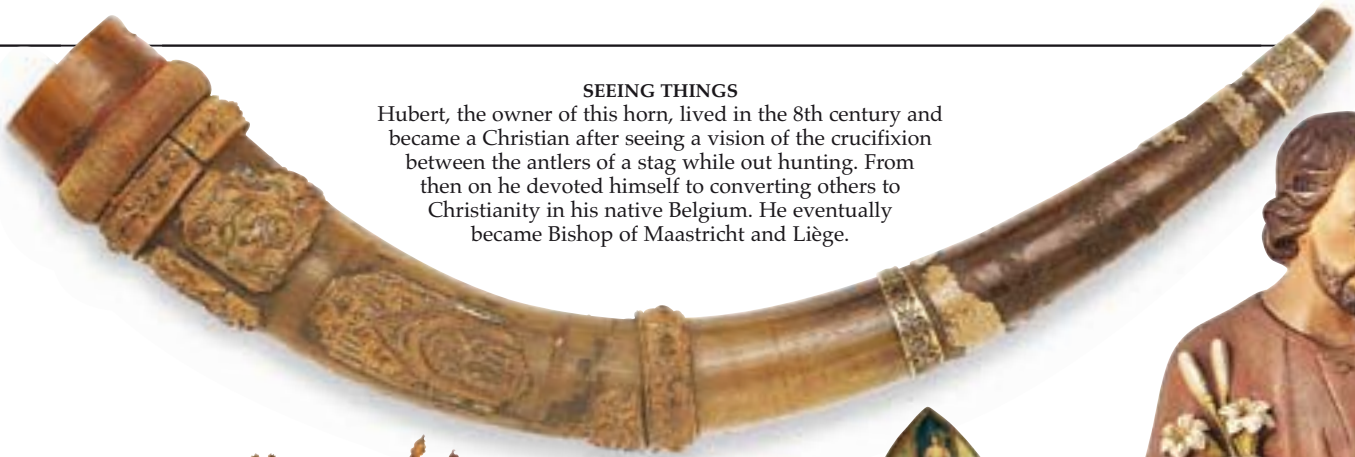 SEEING THINGS
Hubert, the owner of this horn, lived in the 8th century and
became a Christian after seeing a vision of the crucifixion
between the antlers of a stag while out hunting. From
then on he devoted himself to converting others to
Christianity in his native Belgium. He eventually
became Bishop of Maastricht and Liège.